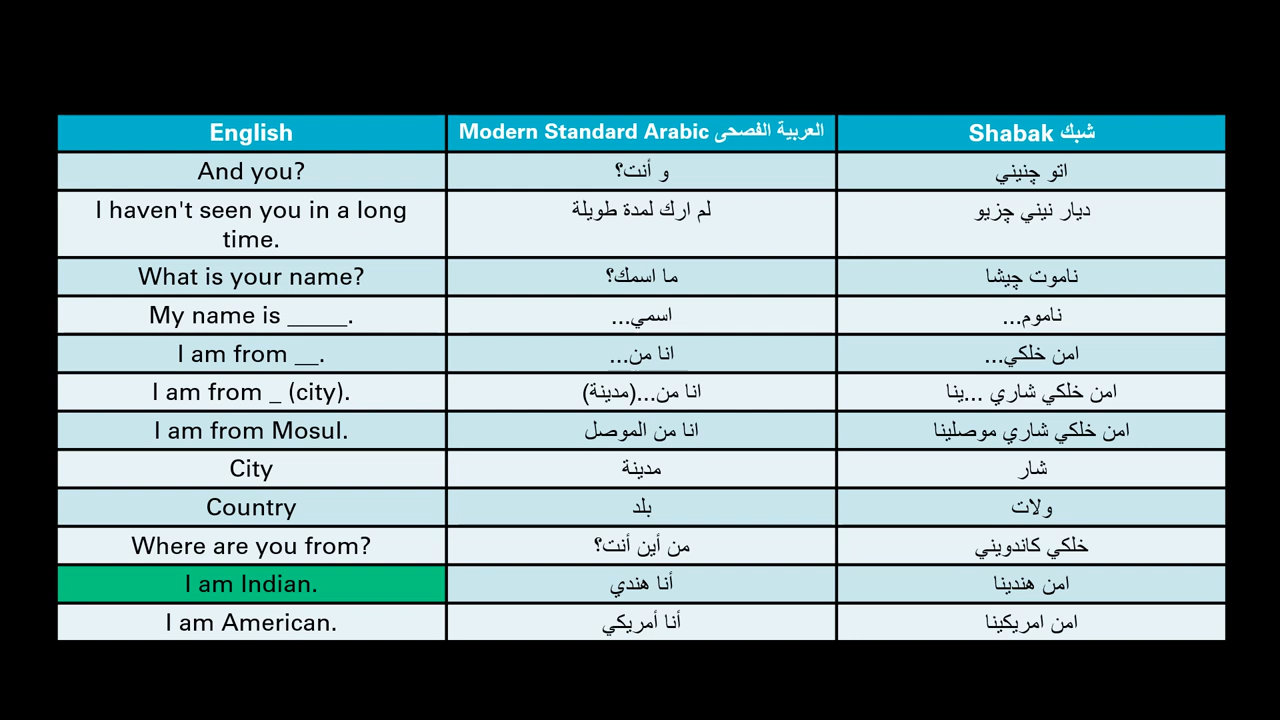 English	Modern Standard Arabic العربية الفصحى	Shabak شبك
And you?	و أنت؟	اتو چنيني
I haven't seen you in a long	لم ارك لمدة طويلة	ديار نيني چزيو
time.
What is your name?	ما اسمك؟	ناموت چيشا
My name is _____.	اسمي...	ناموم...
I am from __.	انا من...	امن خلكي...
I am from _ (city).	انا من...(مدينة)	امن خلكي شاري ...ينا
I am from Mosul.	انا من الموصل	امن خلكي شاري موصلينا
City	مدينة	شار
Country	بلد	ولات
Where are you from?	من أين أنت؟	خلكي كاندويني
I am Indian.	أنا هندي	امن هندينا
I am American.	أنا أمريكي	امن امريكينا